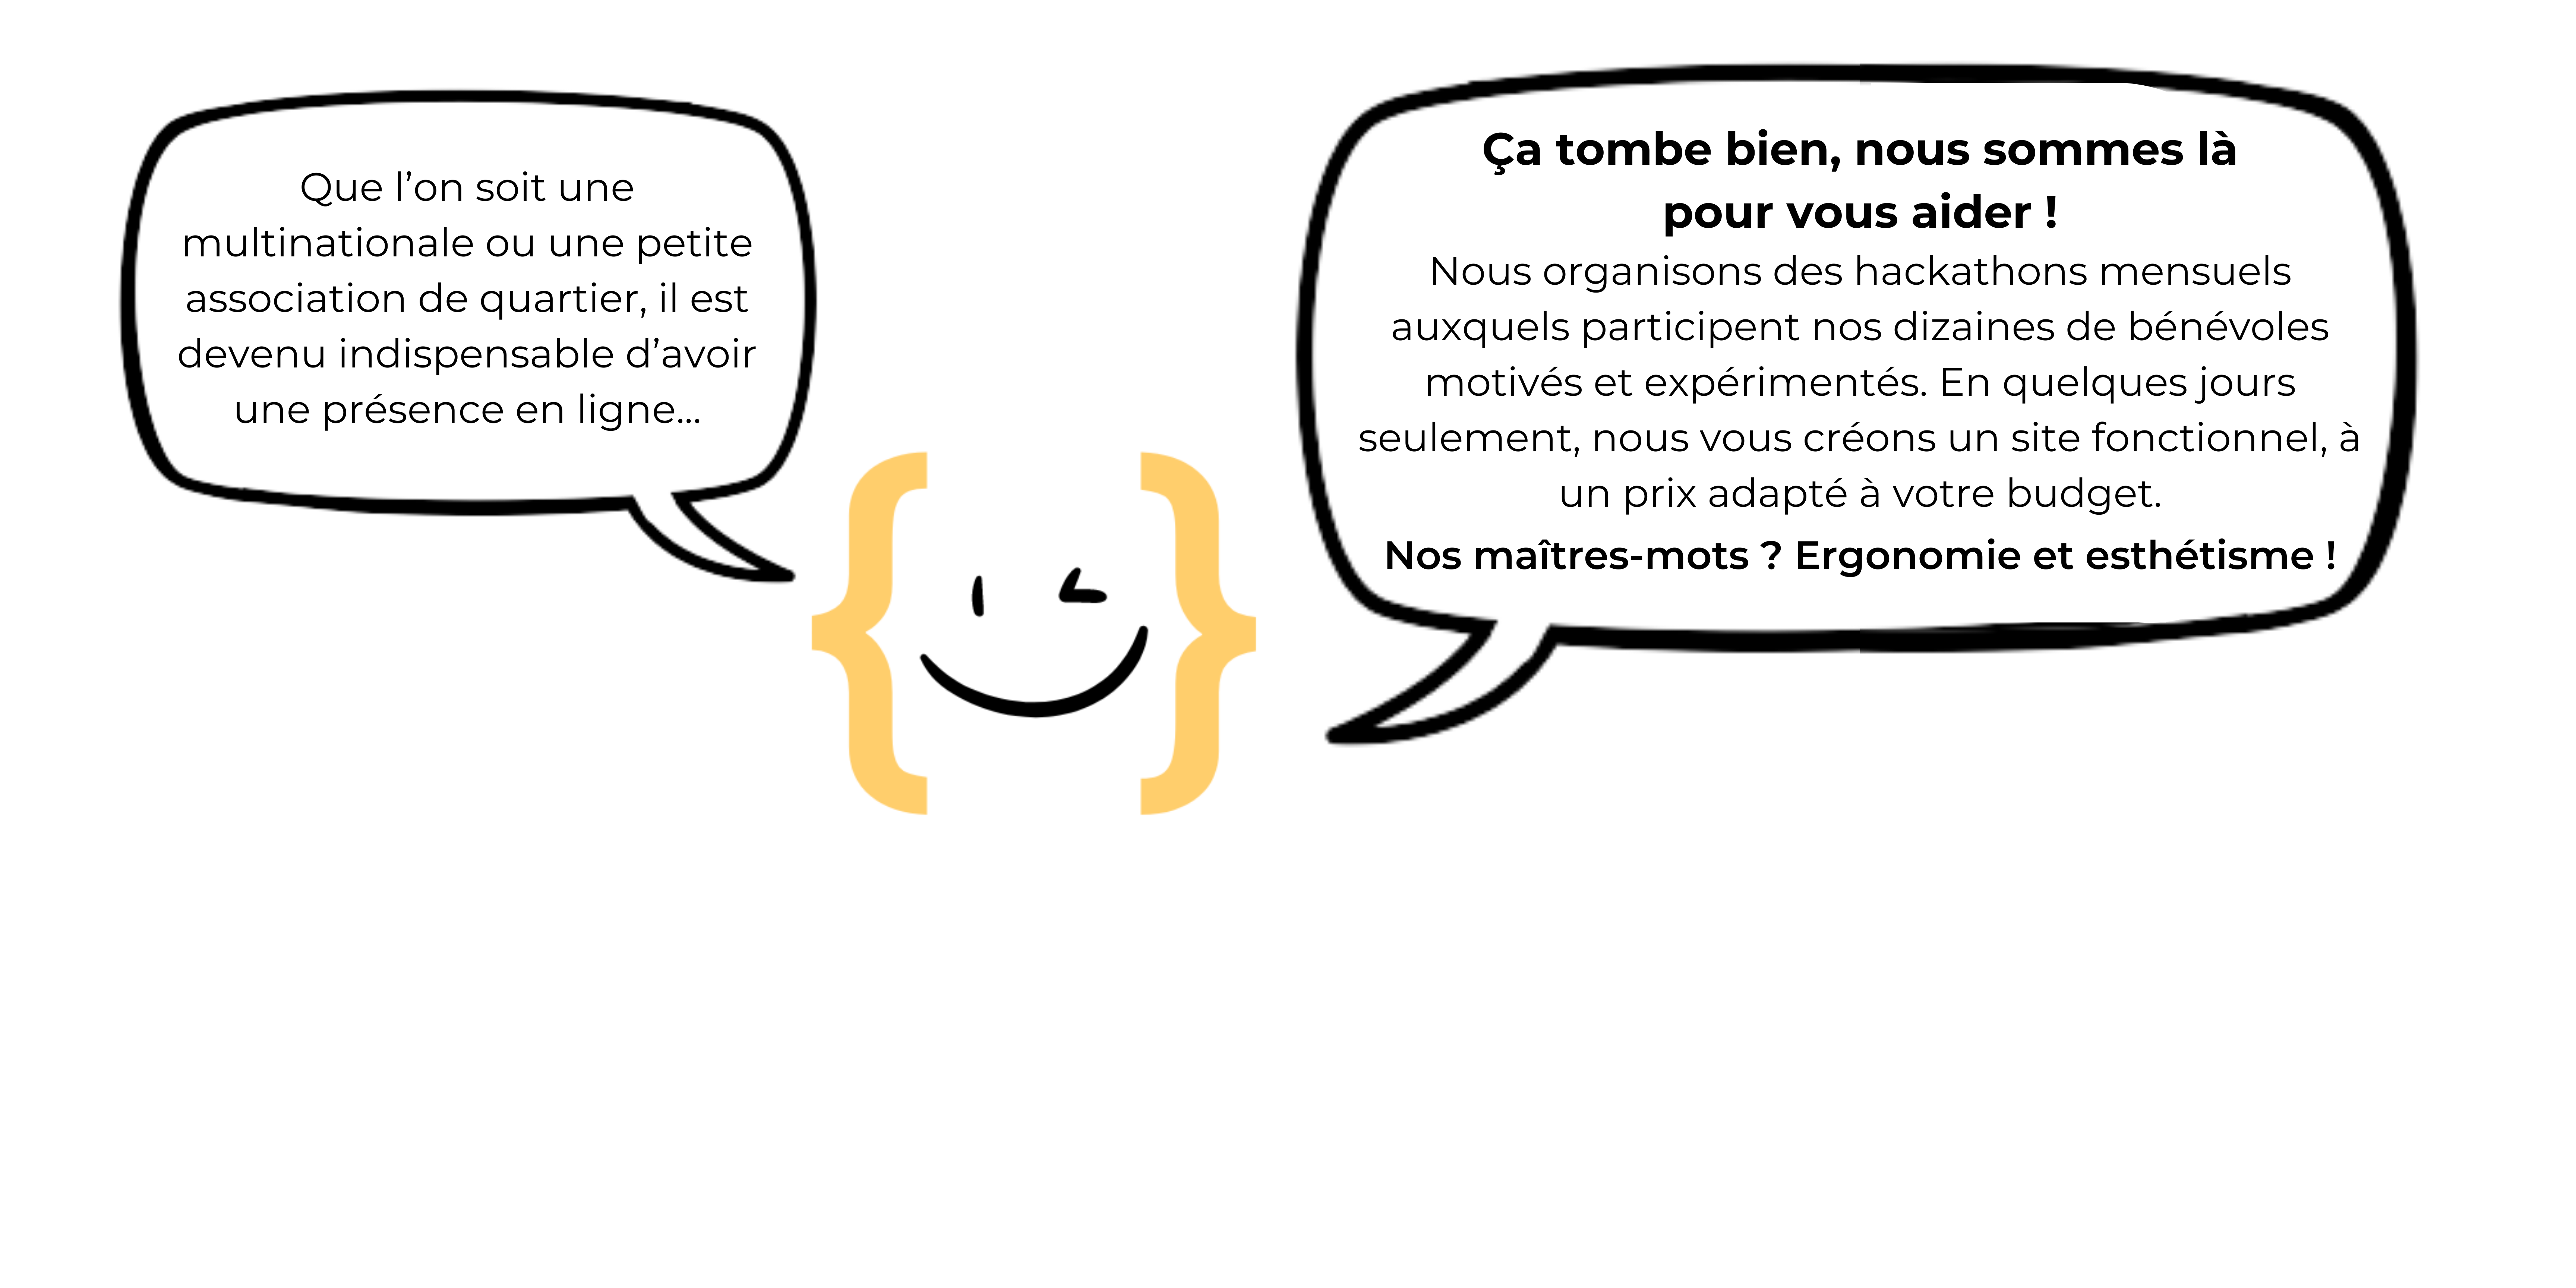 Que l’on soit une
multinationale ou une petite
association de quartier, il est
devenu indispensable d’avoir
une présence en ligne...
Ça tombe bien, nous sommes là
pour vous aider !
Nous organisons des hackathons mensuels
auxquels participent nos dizaines de bénévoles
motivés et expérimentés. En quelques jours
seulement, nous vous créons un site fonctionnel, à
un prix adapté à votre budget.
Nos maîtres-mots ? Ergonomie et esthétisme !